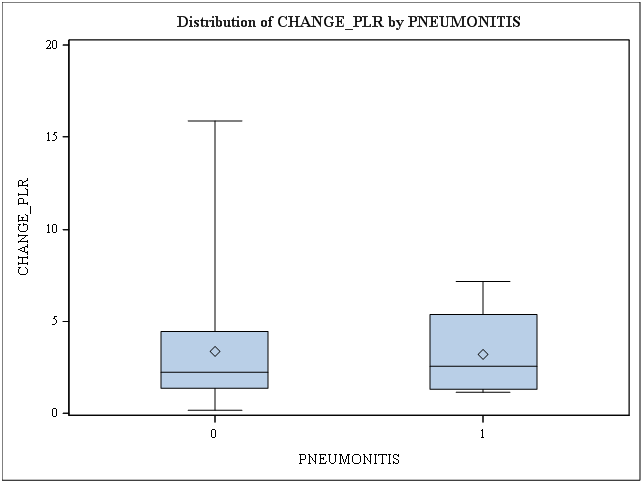 Distribution of CHANGE_PLR by PNEUMONITIS
20
15
10
5
0
CHANGE_PLR
0
1
PNEUMONITIS